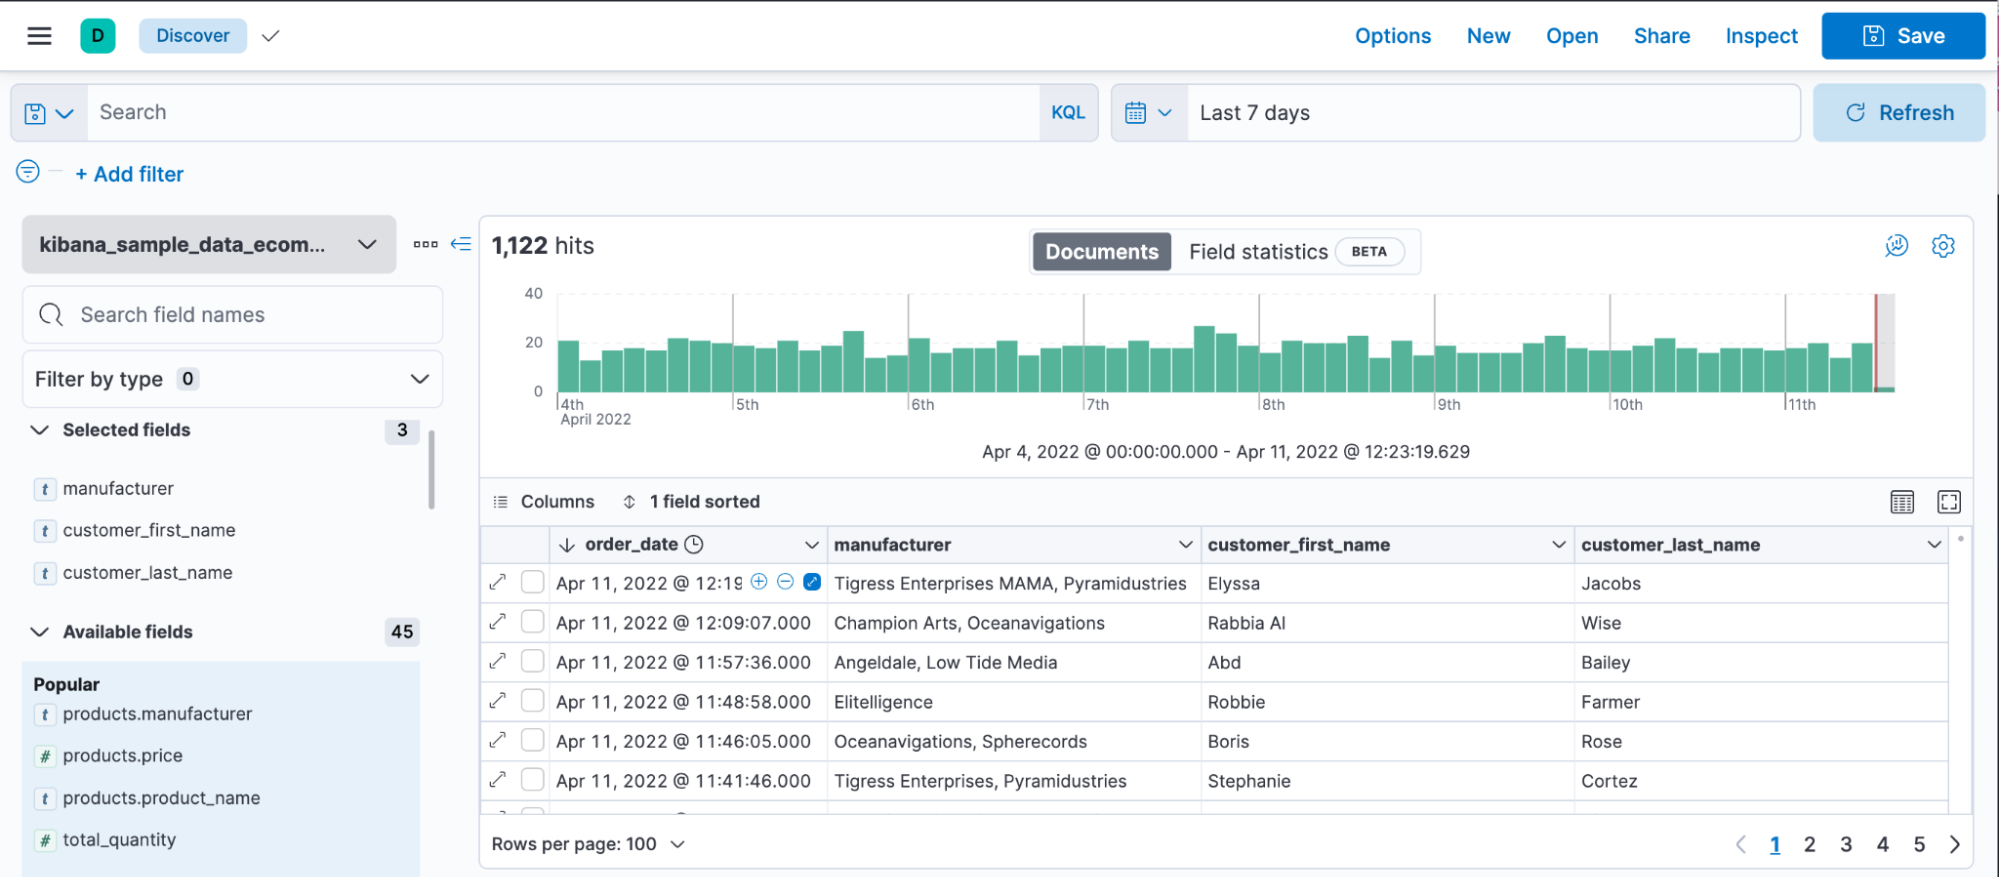 D Discover Options New Open Share Inspect Save
Search KQL Last 7 days Refresh
+ Add filter
kibana_sample_data_ecom...
Search field names
Filter by type 0
Selected fields 3
t manufacturer
t customer_first_name
t customer_last_name
Available fields 45
Popular
t products.manufacturer
# products.price
t products.product_name
# total_quantity
1,122 hits
Documents Field statistics BETA
40
20
0
4th 5th 6th 7th 8th 9th 10th 11th
April 2022
Apr 4, 2022 @ 00:00:00.000 - Apr 11, 2022 @ 12:23:19.629
Columns 1 field sorted
order_date manufacturer customer_first_name customer_last_name
Apr 11, 2022 @ 12:19 Tigress Enterprises MAMA, Pyramidustries Elyssa Jacobs
Apr 11, 2022 @ 12:09:07.000 Champion Arts, Oceanavigations Rabbia Al Wise
Apr 11, 2022 @ 11:57:36.000 Angeldale, Low Tide Media Abd Bailey
Apr 11, 2022 @ 11:48:58.000 Elitelligence Robbie Farmer
Apr 11, 2022 @ 11:46:05.000 Oceanavigations, Spherecords Boris Rose
Apr 11, 2022 @ 11:41:46.000 Tigress Enterprises, Pyramidustries Stephanie Cortez
Rows per page: 100 1 2 3 4 5